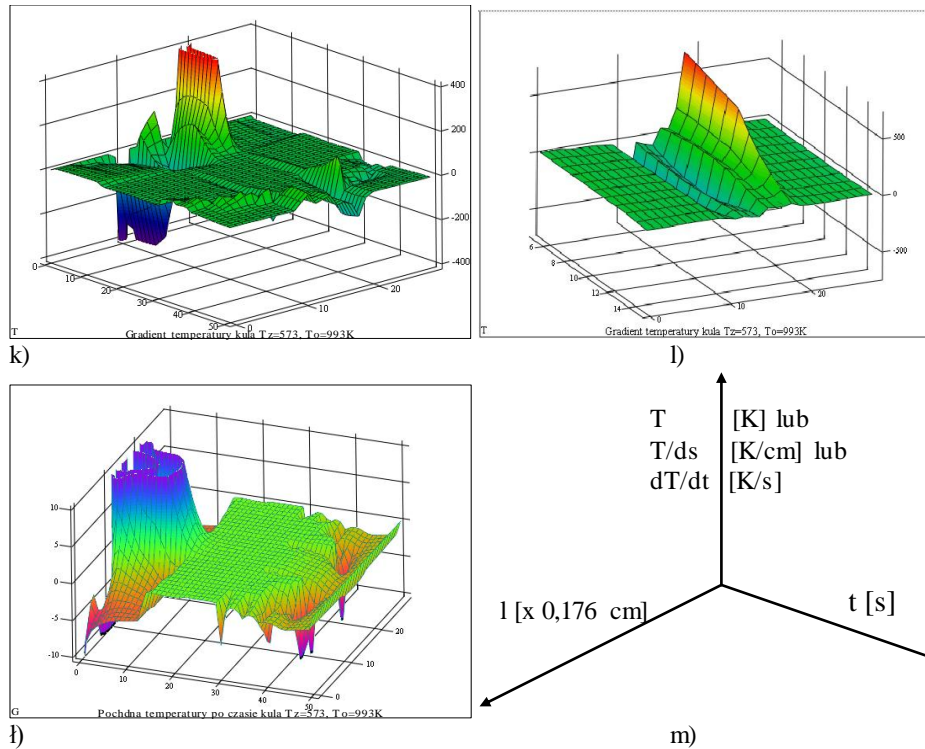 400
200
0
-200
-400
0
10
20
30
40
50
0
10
20
T
Gradient temperatury kula Tz=573, To=993K
k)
500
0
-500
6
8
10
12
14
0
10
20
T
Gradient temperatury kula Tz=573, To=993K
l)
10
5
0
-5
-10
0
10
20
30
40
50
0
10
20
G
Pochdna temperatury po czasie kula Tz=573, To=993K
ł)
T [K] lub
T/ds [K/cm] lub
dT/dt [K/s]
l [x 0,176 cm]
t [s]
m)